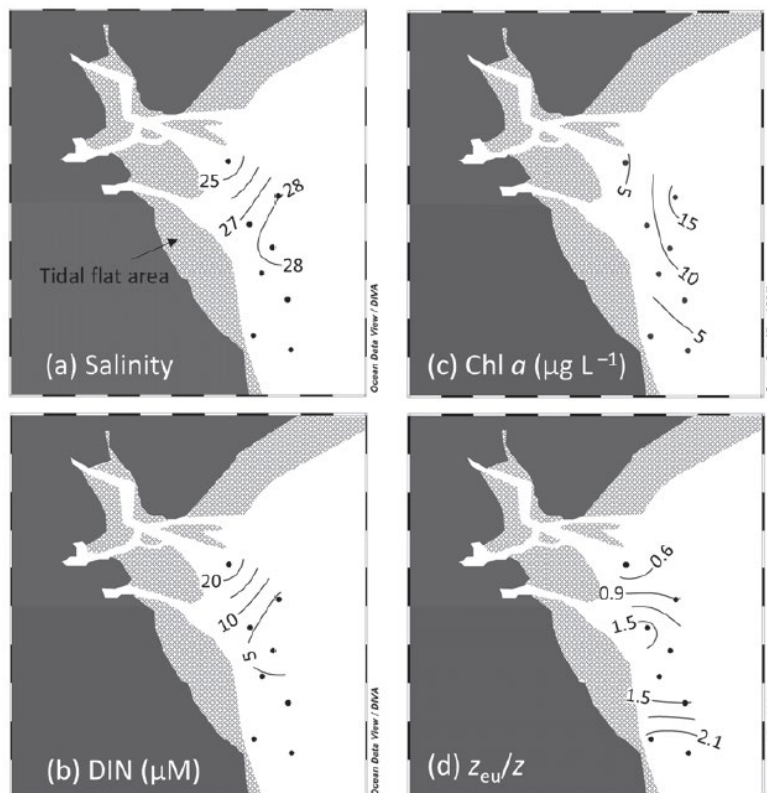 25
28
27
28
Tidal flat area
(a) Salinity
Ocean Data View / DIVA
5
15
10
5
(c) Chl a (µg L⁻¹)
20
10
5
(b) DIN (µM)
Ocean Data View / DIVA
0.6
0.9
1.5
1.5
2.1
(d) zeu/z